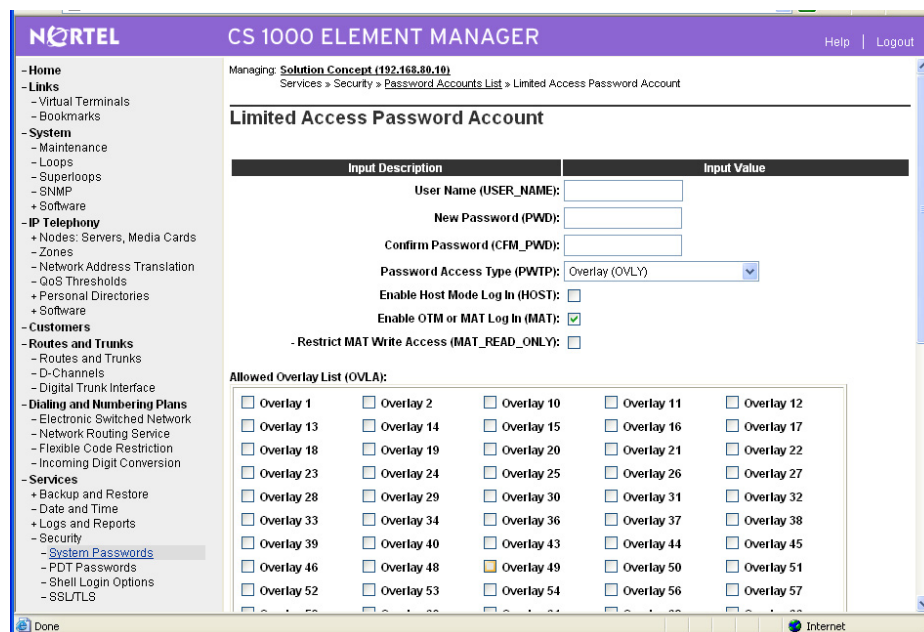 NORTEL
CS 1000 ELEMENT MANAGER
Help | Logout
- Home
- Links
- Virtual Terminals
- Bookmarks
- System
- Maintenance
- Loops
- Superloops
- SNMP
+ Software
- IP Telephony
+ Nodes: Servers, Media Cards
- Zones
- Network Address Translation
- QoS Thresholds
+ Personal Directories
+ Software
- Customers
- Routes and Trunks
- Routes and Trunks
- D-Channels
- Digital Trunk Interface
- Dialing and Numbering Plans
- Electronic Switched Network
- Network Routing Service
- Flexible Code Restriction
- Incoming Digit Conversion
- Services
+ Backup and Restore
- Date and Time
+ Logs and Reports
- Security
- System Passwords
- PDT Passwords
- Shell Login Options
- SSL/TLS
Managing: Solution Concept (192.168.80.10)
Services » Security » Password Accounts List » Limited Access Password Account
Limited Access Password Account
Input Description Input Value
User Name (USER_NAME):
New Password (PWD):
Confirm Password (CFM_PWD):
Password Access Type (PWTP): Overlay (OVLY)
Enable Host Mode Log In (HOST):
Enable OTM or MAT Log In (MAT):
- Restrict MAT Write Access (MAT_READ_ONLY):
Allowed Overlay List (OVLA):
Overlay 1 Overlay 2 Overlay 10 Overlay 11 Overlay 12
Overlay 13 Overlay 14 Overlay 15 Overlay 16 Overlay 17
Overlay 18 Overlay 19 Overlay 20 Overlay 21 Overlay 22
Overlay 23 Overlay 24 Overlay 25 Overlay 26 Overlay 27
Overlay 28 Overlay 29 Overlay 30 Overlay 31 Overlay 32
Overlay 33 Overlay 34 Overlay 36 Overlay 37 Overlay 38
Overlay 39 Overlay 40 Overlay 43 Overlay 44 Overlay 45
Overlay 46 Overlay 48 Overlay 49 Overlay 50 Overlay 51
Overlay 52 Overlay 53 Overlay 54 Overlay 56 Overlay 57
Done
Internet